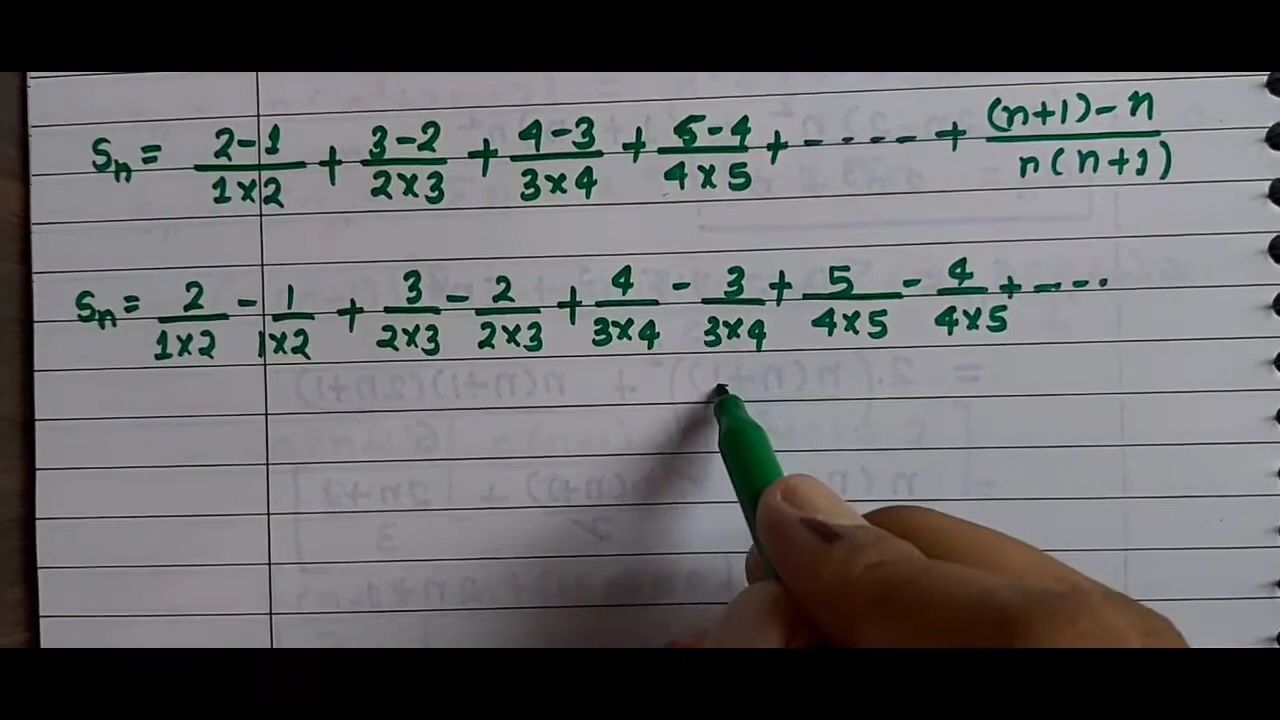 Sn = 2-1/1×2 + 3-2/2×3 + 4-3/3×4 + 5-4/4×5 + ---- + (n+1)-n/n(n+1)
Sn = 2/1×2 - 1/1×2 + 3/2×3 - 2/2×3 + 4/3×4 - 3/3×4 + 5/4×5 - 4/4×5 + ----